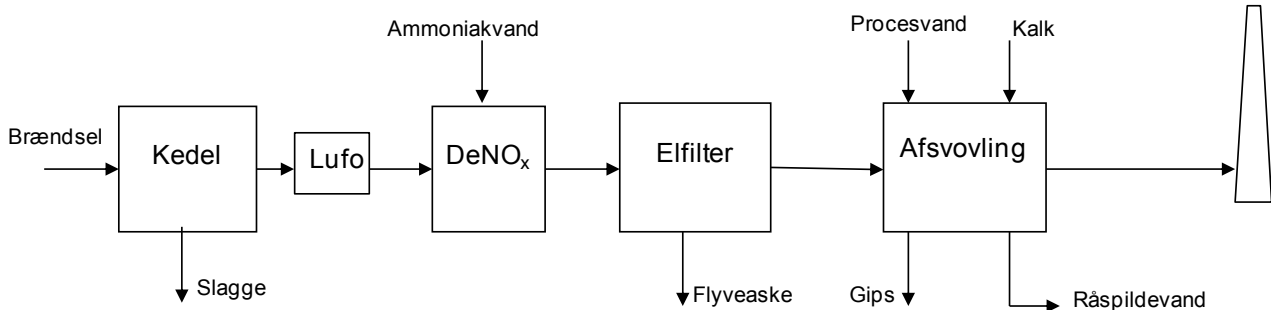 Ammoniakvand
Procesvand
Kalk
Brændsel
Kedel
Lufo
DeNOₓ
Elfilter
Afsvovling
Slagge
Flyveaske
Gips
Råspildevand